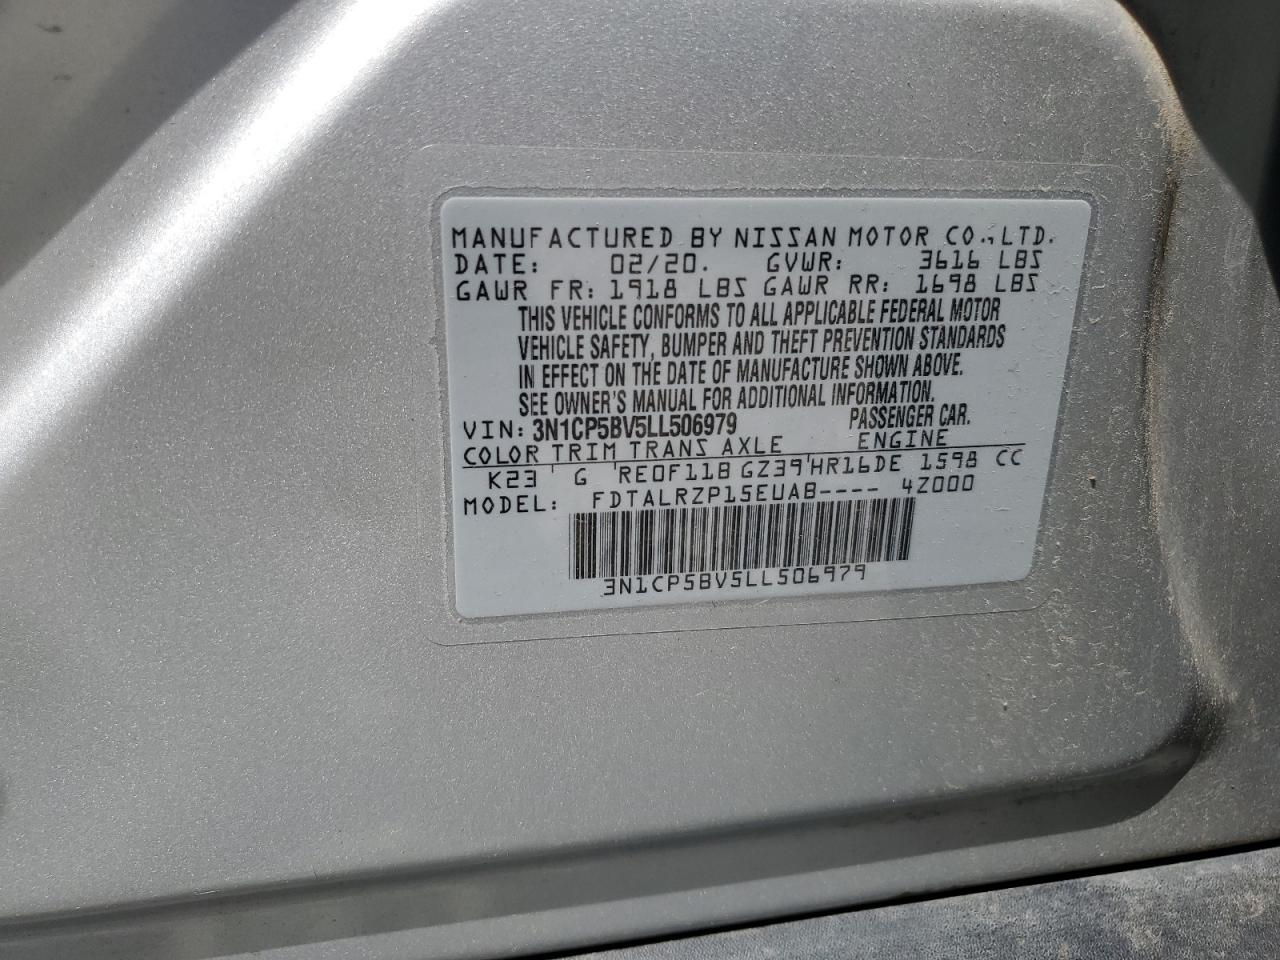 MANUFACTURED BY NISSAN MOTOR CO.,LTD.
DATE: 02/20. GVWR: 3616 LBS
GAWR FR: 1918 LBS GAWR RR: 1698 LBS
THIS VEHICLE CONFORMS TO ALL APPLICABLE FEDERAL MOTOR
VEHICLE SAFETY, BUMPER AND THEFT PREVENTION STANDARDS
IN EFFECT ON THE DATE OF MANUFACTURE SHOWN ABOVE.
SEE OWNER'S MANUAL FOR ADDITIONAL INFORMATION.
VIN: 3N1CP5BV5LL506979 PASSENGER CAR.
COLOR TRIM TRANS AXLE ENGINE
K23 ' G 'RE0F11B GZ39'HR16DE 1598 CC
MODEL: FDTALRZP15EUAB---- 4Z000
3N1CP5BV5LL506979